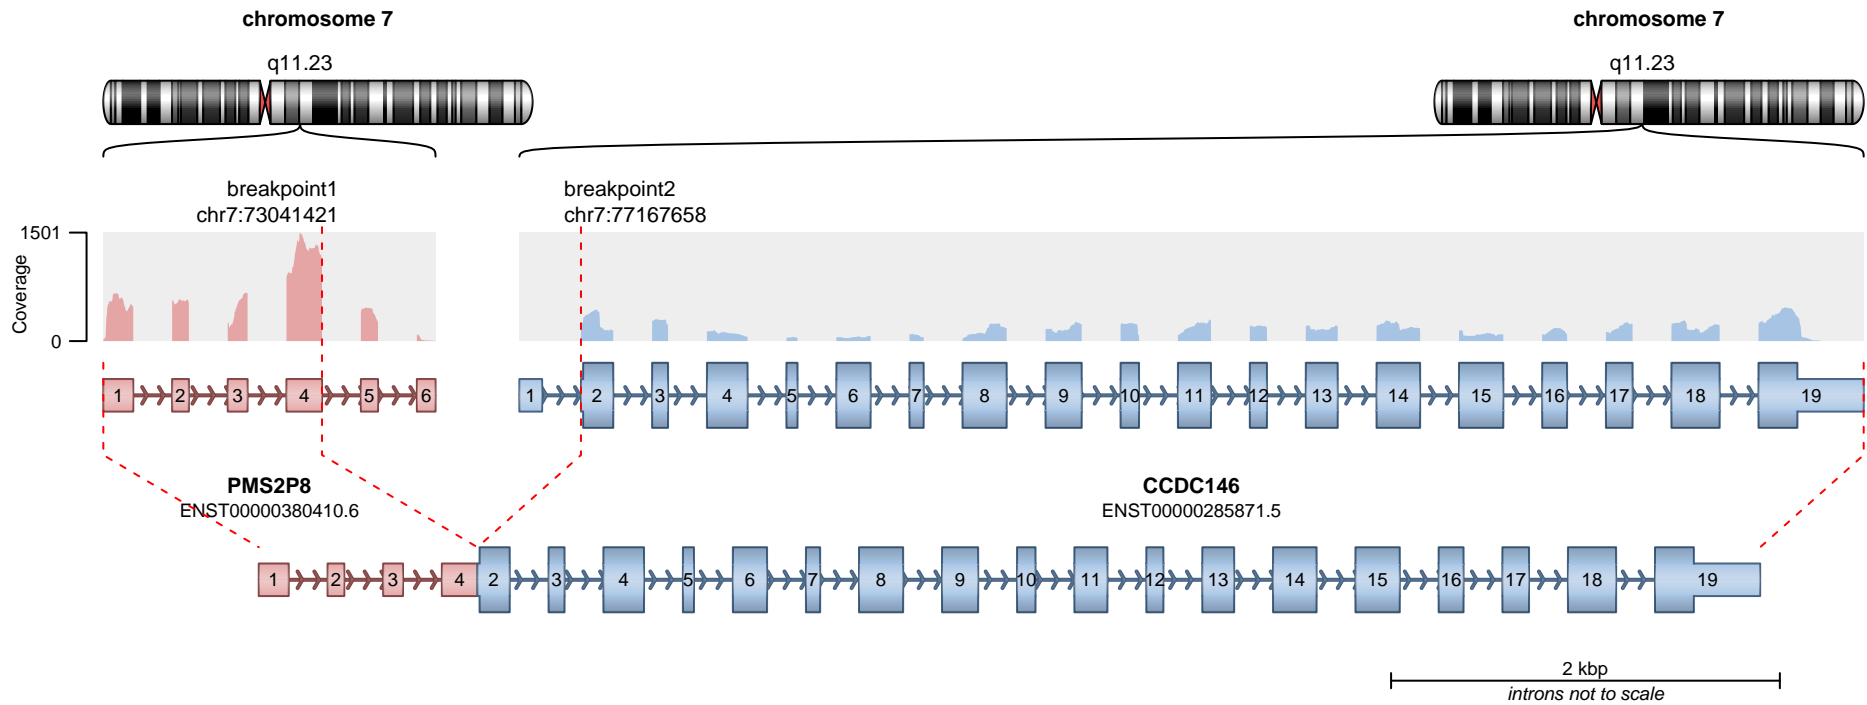 chromosome 7
chromosome 7
q11.23
q11.23
breakpoint1
chr7:73041421
breakpoint2
chr7:77167658
1501
Coverage
0
1 2 3 4 5 6
1 2 3 4 5 6 7 8 9 10 11 12 13 14 15 16 17 18 19
PMS2P8
ENST00000380410.6
CCDC146
ENST00000285871.5
1 2 3 4 2 3 4 5 6 7 8 9 10 11 12 13 14 15 16 17 18 19
2 kbp
introns not to scale